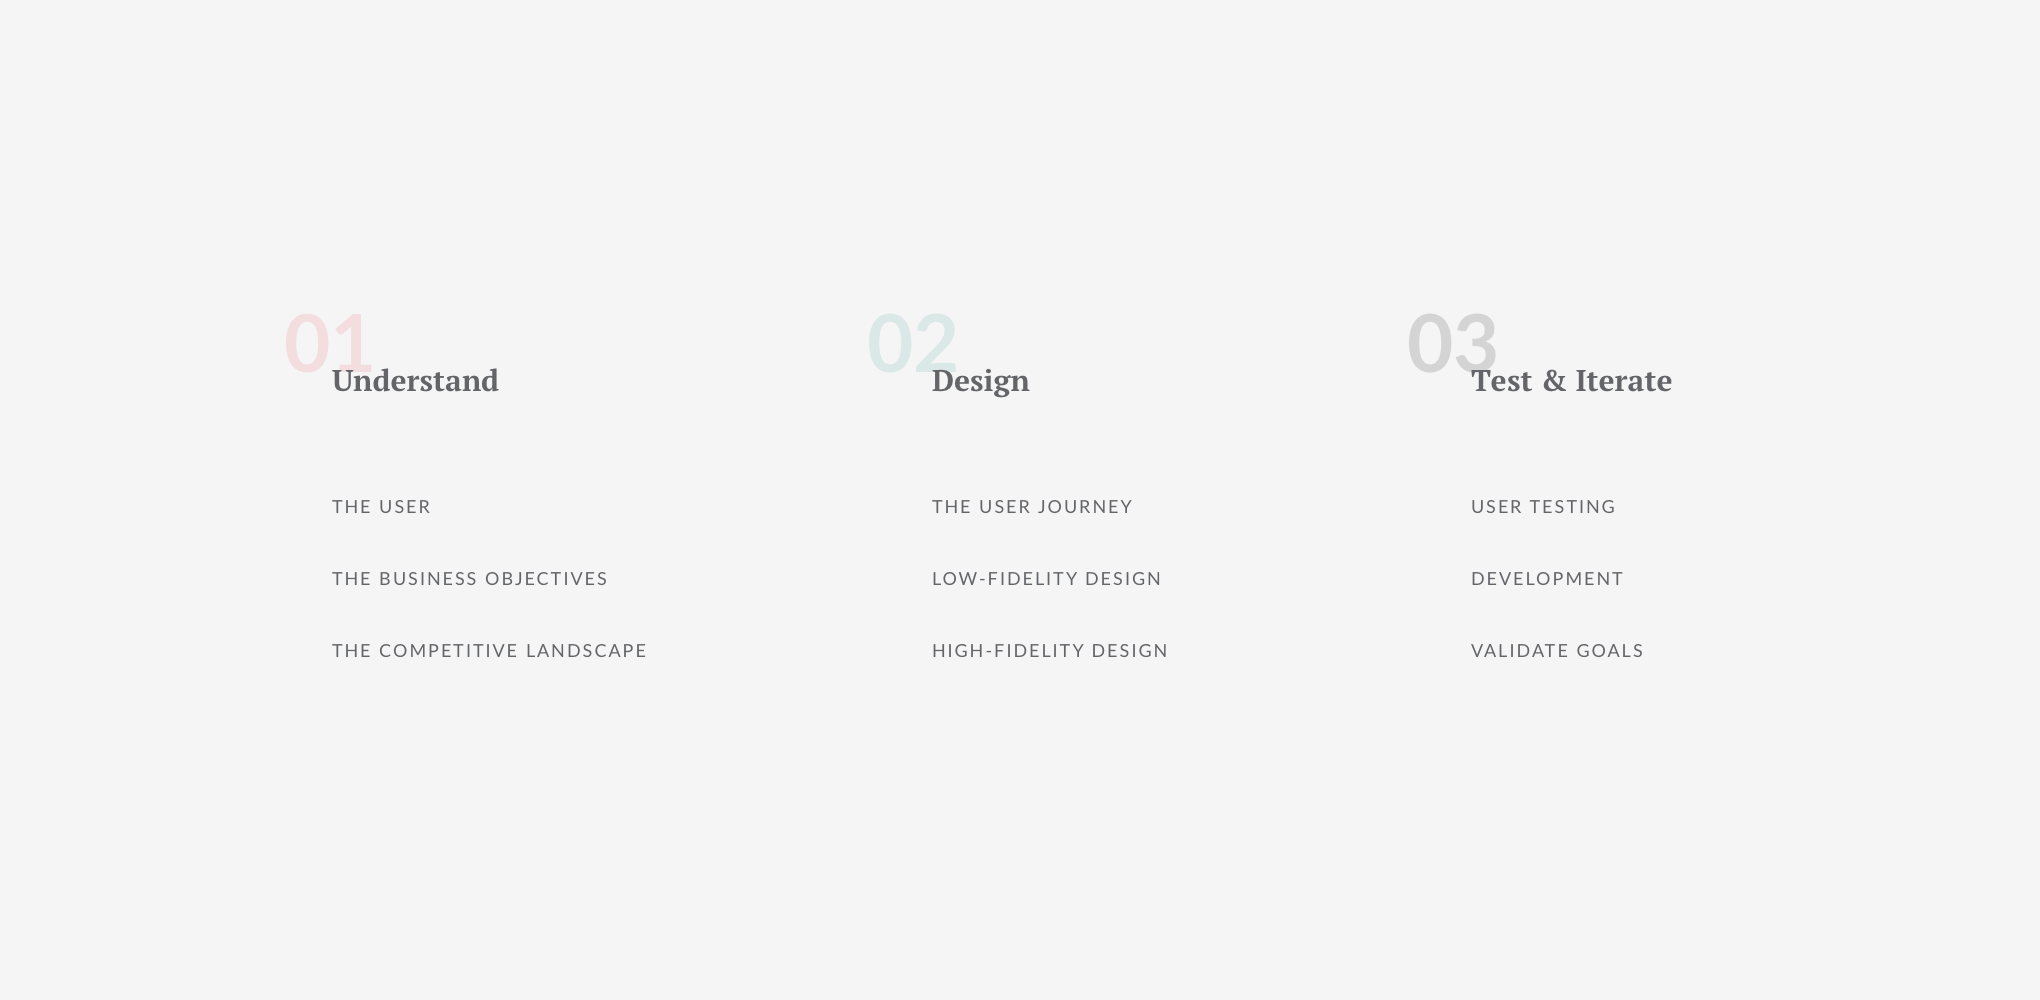 01
Understand
THE USER
THE BUSINESS OBJECTIVES
THE COMPETITIVE LANDSCAPE
02
Design
THE USER JOURNEY
LOW-FIDELITY DESIGN
HIGH-FIDELITY DESIGN
03
Test & Iterate
USER TESTING
DEVELOPMENT
VALIDATE GOALS